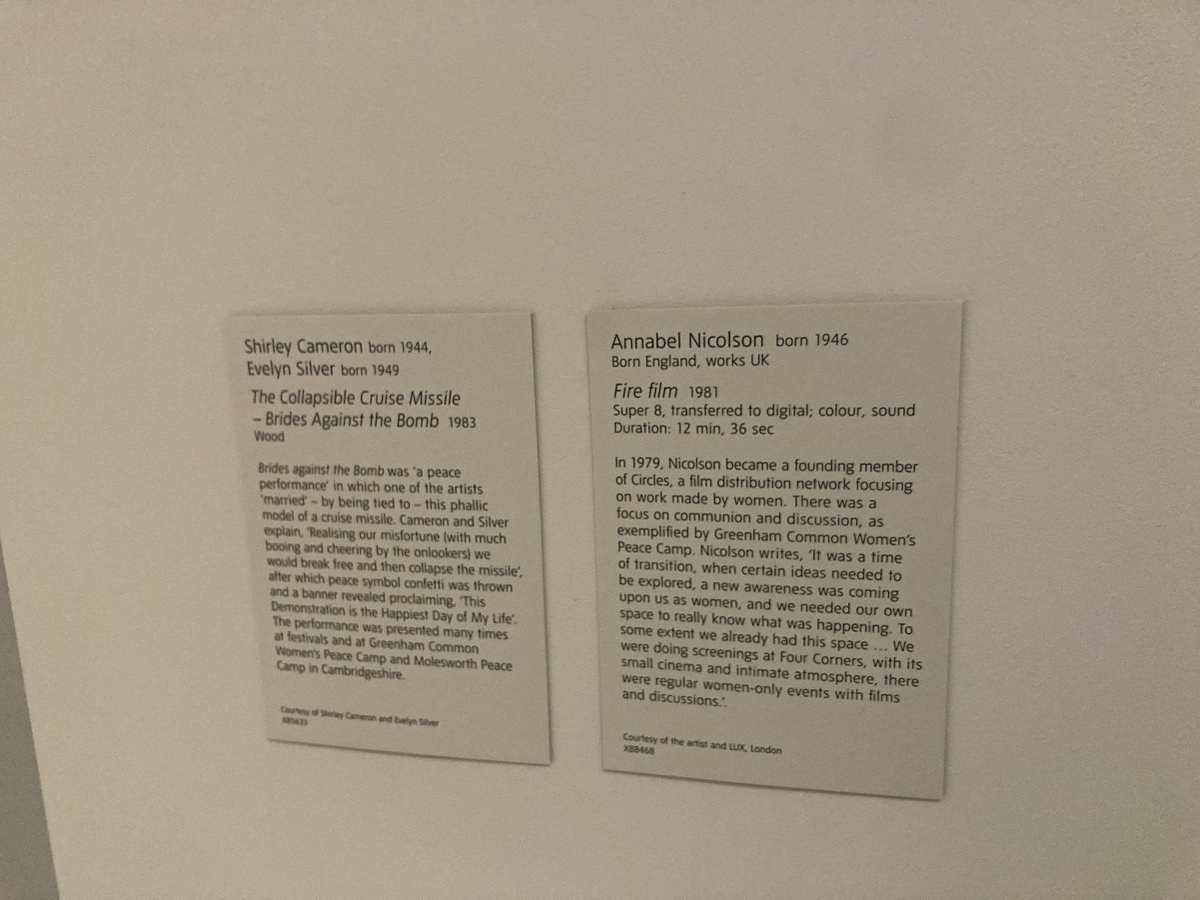 Shirley Cameron born 1944,
Evelyn Silver born 1949
The Collapsible Cruise Missile
– Brides Against the Bomb 1983
Wood
Brides against the Bomb was ‘a peace
performance’ in which one of the artists
‘married’ – by being tied to – this phallic
model of a cruise missile. Cameron and Silver
explain, ‘Realising our misfortune (with much
booing and cheering by the onlookers) we
would break free and then collapse the missile’,
after which peace symbol confetti was thrown
and a banner revealed proclaiming, ‘This
Demonstration is the Happiest Day of My Life’.
The performance was presented many times
at festivals and at Greenham Common
Women’s Peace Camp and Molesworth Peace
Camp in Cambridgeshire.
Courtesy of Shirley Cameron and Evelyn Silver
Annabel Nicolson born 1946
Born England, works UK
Fire film 1981
Super 8, transferred to digital; colour, sound
Duration: 12 min, 36 sec
In 1979, Nicolson became a founding member
of Circles, a film distribution network focusing
on work made by women. There was a
focus on communion and discussion, as
exemplified by Greenham Common Women’s
Peace Camp. Nicolson writes, ‘It was a time
of transition, when certain ideas needed to
be explored, a new awareness was coming
upon us as women, and we needed our own
space to really know what was happening. To
some extent we already had this space ... We
were doing screenings at Four Corners, with its
small cinema and intimate atmosphere, there
were regular women-only events with films
and discussions.’.
Courtesy of the artist and LUX, London
X88468